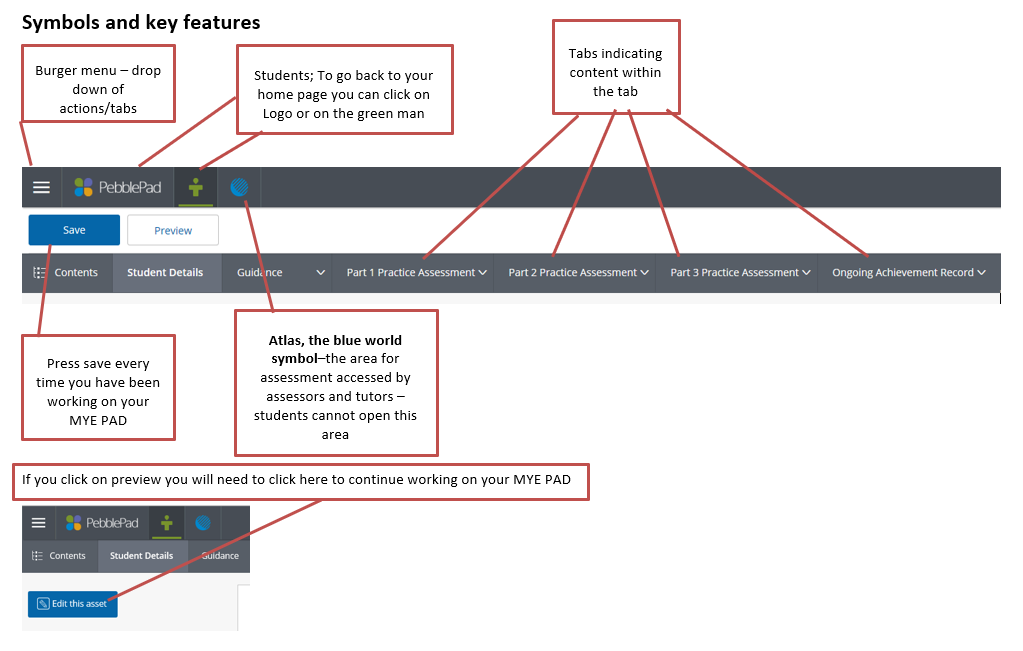 Symbols and key features
Burger menu – drop
down of
actions/tabs
Students; To go back to your
home page you can click on
Logo or on the green man
Tabs indicating
content within
the tab
PebblePad
Save
Preview
Contents
Student Details
Guidance
Part 1 Practice Assessment
Part 2 Practice Assessment
Part 3 Practice Assessment
Ongoing Achievement Record
Press save every
time you have been
working on your
MYE PAD
Atlas, the blue world
symbol–the area for
assessment accessed by
assessors and tutors –
students cannot open this
area
If you click on preview you will need to click here to continue working on your MYE PAD
PebblePad
Contents
Student Details
Guidance
Edit this asset